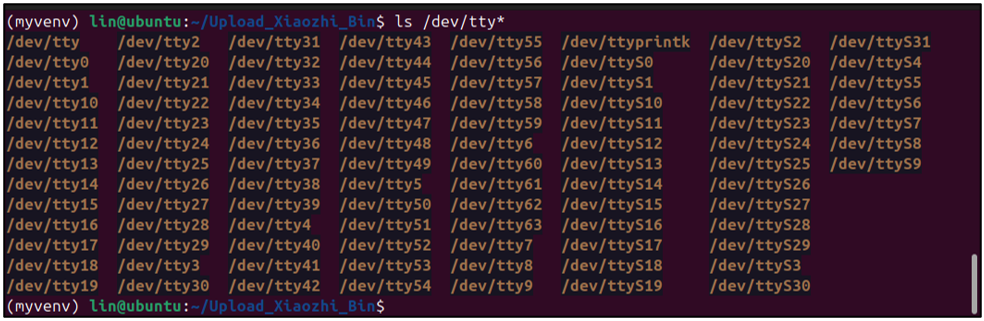 (myvenv) lin@ubuntu:~/Upload_Xiaozhi_Bin$ ls /dev/tty*
/dev/tty /dev/tty2 /dev/tty31 /dev/tty43 /dev/tty55 /dev/ttyprintk /dev/ttyS2 /dev/ttyS31
/dev/tty0 /dev/tty20 /dev/tty32 /dev/tty44 /dev/tty56 /dev/ttyS0 /dev/ttyS20 /dev/ttyS4
/dev/tty1 /dev/tty21 /dev/tty33 /dev/tty45 /dev/tty57 /dev/ttyS1 /dev/ttyS21 /dev/ttyS5
/dev/tty10 /dev/tty22 /dev/tty34 /dev/tty46 /dev/tty58 /dev/ttyS10 /dev/ttyS22 /dev/ttyS6
/dev/tty11 /dev/tty23 /dev/tty35 /dev/tty47 /dev/tty59 /dev/ttyS11 /dev/ttyS23 /dev/ttyS7
/dev/tty12 /dev/tty24 /dev/tty36 /dev/tty48 /dev/tty6 /dev/ttyS12 /dev/ttyS24 /dev/ttyS8
/dev/tty13 /dev/tty25 /dev/tty37 /dev/tty49 /dev/tty60 /dev/ttyS13 /dev/ttyS25 /dev/ttyS9
/dev/tty14 /dev/tty26 /dev/tty38 /dev/tty5 /dev/tty61 /dev/ttyS14 /dev/ttyS26
/dev/tty15 /dev/tty27 /dev/tty39 /dev/tty50 /dev/tty62 /dev/ttyS15 /dev/ttyS27
/dev/tty16 /dev/tty28 /dev/tty4 /dev/tty51 /dev/tty63 /dev/ttyS16 /dev/ttyS28
/dev/tty17 /dev/tty29 /dev/tty40 /dev/tty52 /dev/tty7 /dev/ttyS17 /dev/ttyS29
/dev/tty18 /dev/tty3 /dev/tty41 /dev/tty53 /dev/tty8 /dev/ttyS18 /dev/ttyS3
/dev/tty19 /dev/tty30 /dev/tty42 /dev/tty54 /dev/tty9 /dev/ttyS19 /dev/ttyS30
(myvenv) lin@ubuntu:~/Upload_Xiaozhi_Bin$